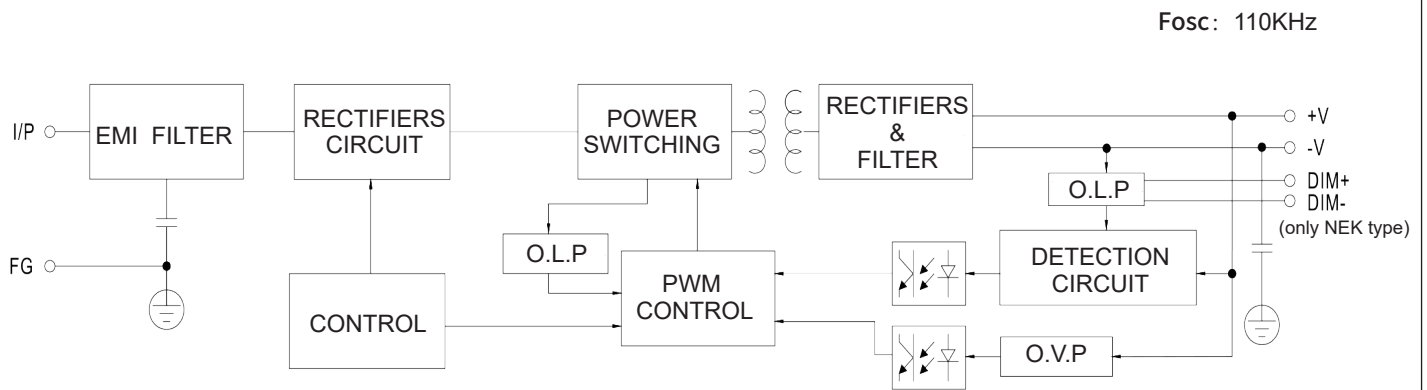 Fosc: 110KHz
I/P
EMI FILTER
RECTIFIERS
CIRCUIT
POWER
SWITCHING
RECTIFIERS
&
FILTER
+V
-V
O.L.P
DIM+
DIM-
(only NEK type)
FG
O.L.P
CONTROL
PWM
CONTROL
DETECTION
CIRCUIT
O.V.P